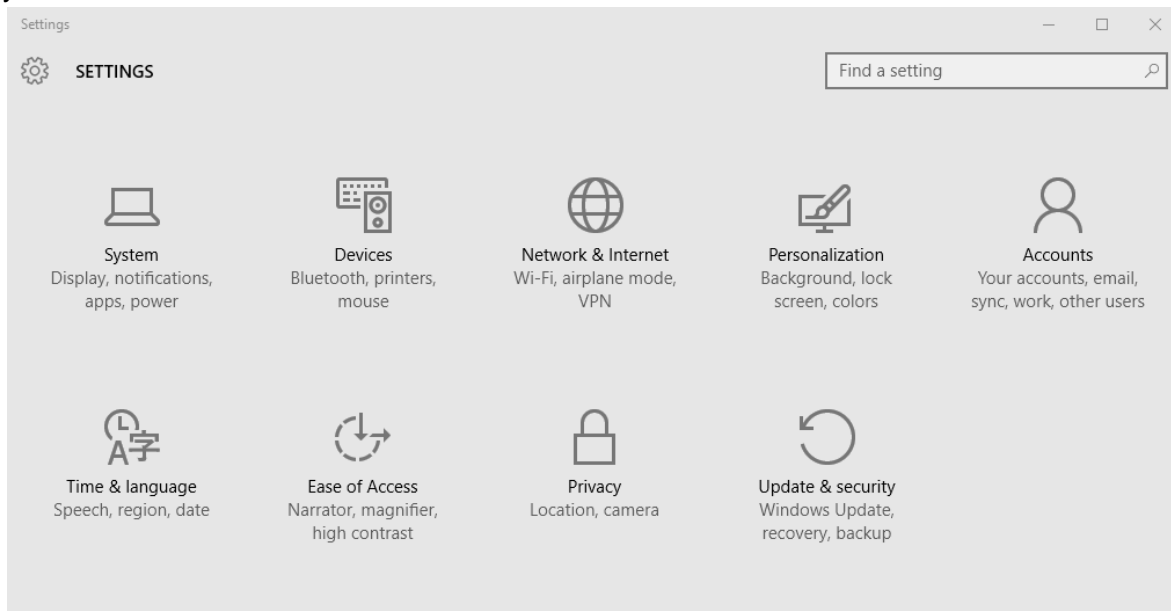 Settings
SETTINGS
Find a setting
System
Display, notifications,
apps, power
Devices
Bluetooth, printers,
mouse
Network & Internet
Wi-Fi, airplane mode,
VPN
Personalization
Background, lock
screen, colors
Accounts
Your accounts, email,
sync, work, other users
A字
Time & language
Speech, region, date
Ease of Access
Narrator, magnifier,
high contrast
Privacy
Location, camera
Update & security
Windows Update,
recovery, backup